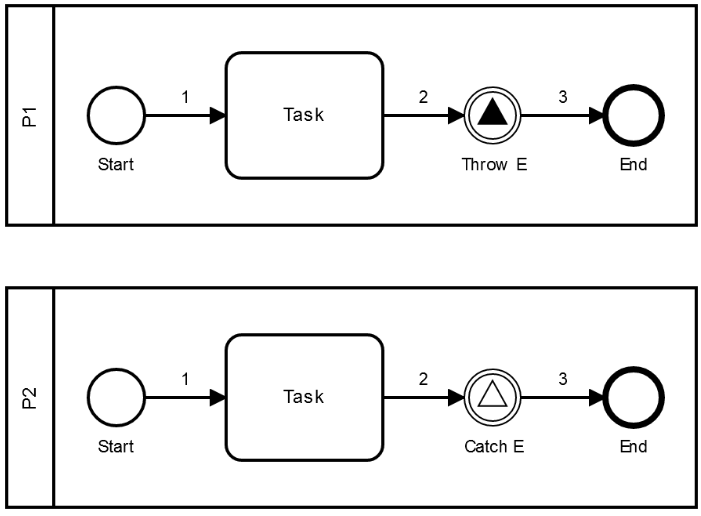 P1
1
2
3
Task
Start
Throw E
End
P2
1
2
3
Task
Start
Catch E
End